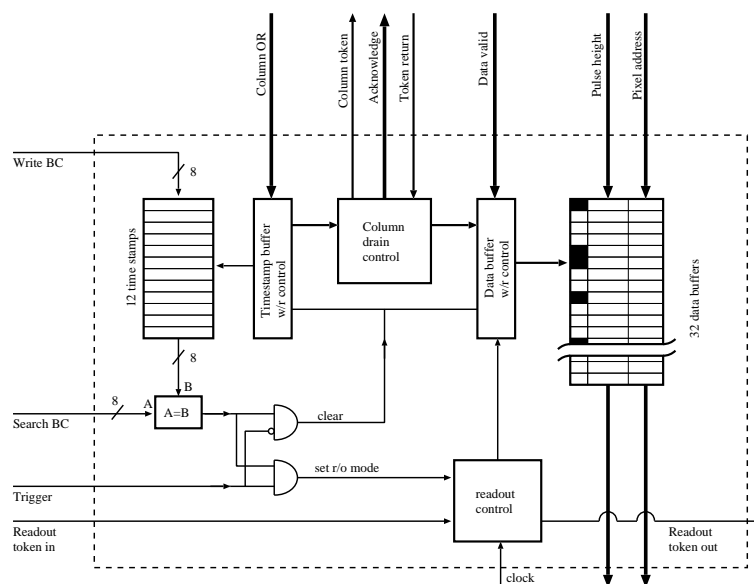 Column OR
Column token
Acknowledge
Token return
Data valid
Pulse height
Pixel address
Write BC
8
12 time stamps
Timestamp buffer
w/r control
Column
drain
control
Data buffer
w/r control
32 data buffers
8
B
8
A
A=B
Search BC
clear
set r/o mode
Trigger
readout
control
Readout
token in
Readout
token out
clock